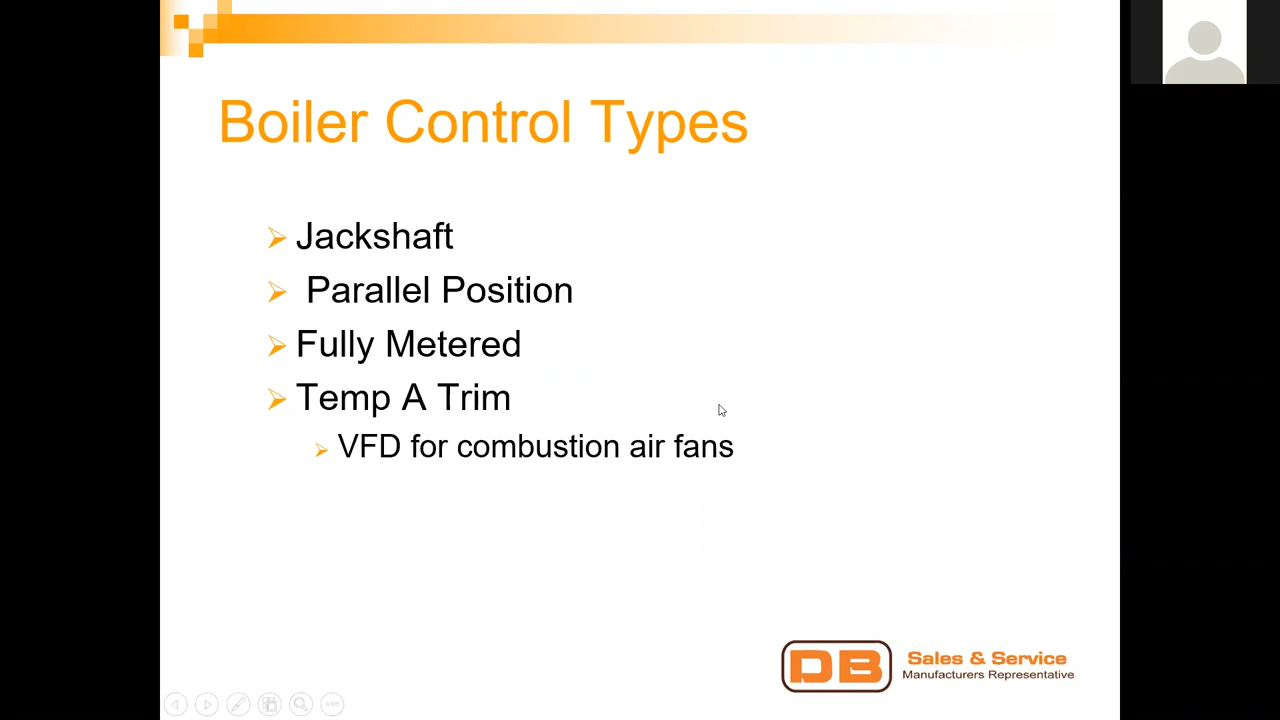 Boiler Control Types
Jackshaft
Parallel Position
Fully Metered
Temp A Trim
VFD for combustion air fans
DB
Sales & Service
Manufacturers Representative